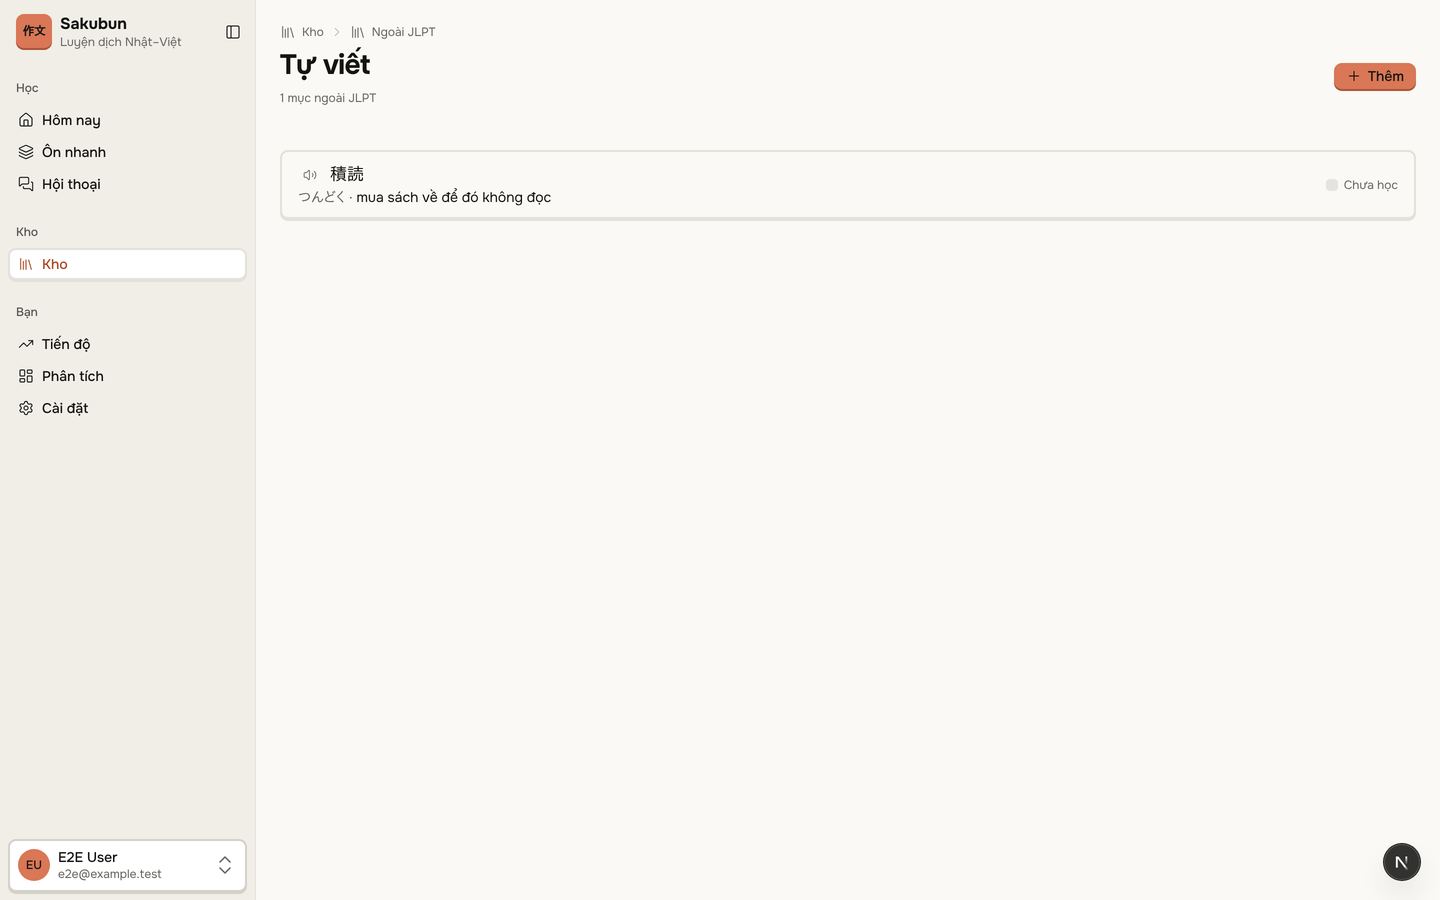 作文
Sakubun
Luyện dịch Nhật–Việt
Học
Hôm nay
Ôn nhanh
Hội thoại
Kho
Kho
Bạn
Tiến độ
Phân tích
Cài đặt
EU
E2E User
e2e@example.test
Kho
Ngoài JLPT
Tự viết
1 mục ngoài JLPT
Thêm
積読
つんどく · mua sách về để đó không đọc
Chưa học
N